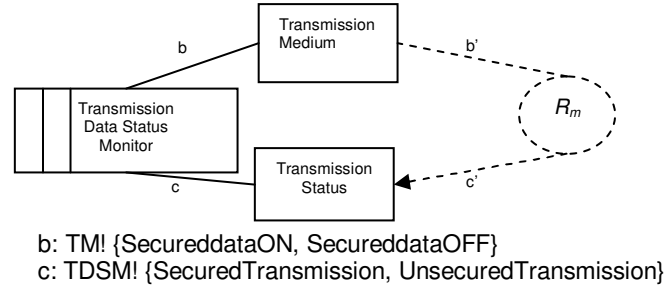 Transmission
Medium
b
b'
Transmission
Data Status
Monitor
Rm
Transmission
Status
c
c'
b: TM! {SecureddataON, SecureddataOFF}
c: TDSM! {SecuredTransmission, UnsecuredTransmission}